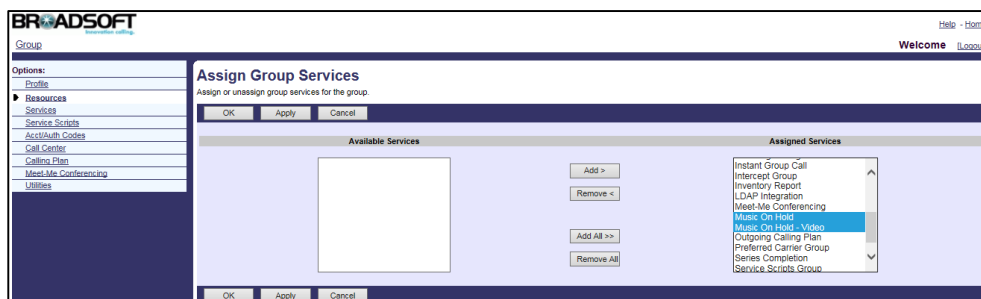 BROADSOFT
innovation calling.
Help - Hom
Group
Welcome [Logou
Options:
Profile
Resources
Services
Service Scripts
Acct/Auth Codes
Call Center
Calling Plan
Meet-Me Conferencing
Utilities
Assign Group Services
Assign or unassign group services for the group.
OK Apply Cancel
Available Services
Assigned Services
Add >
Remove <
Add All >>
Remove All
Instant Group Call
Intercept Group
Inventory Report
LDAP Integration
Meet-Me Conferencing
Music On Hold
Music On Hold - Video
Outgoing Calling Plan
Preferred Carrier Group
Series Completion
Service Scripts Group
OK Apply Cancel